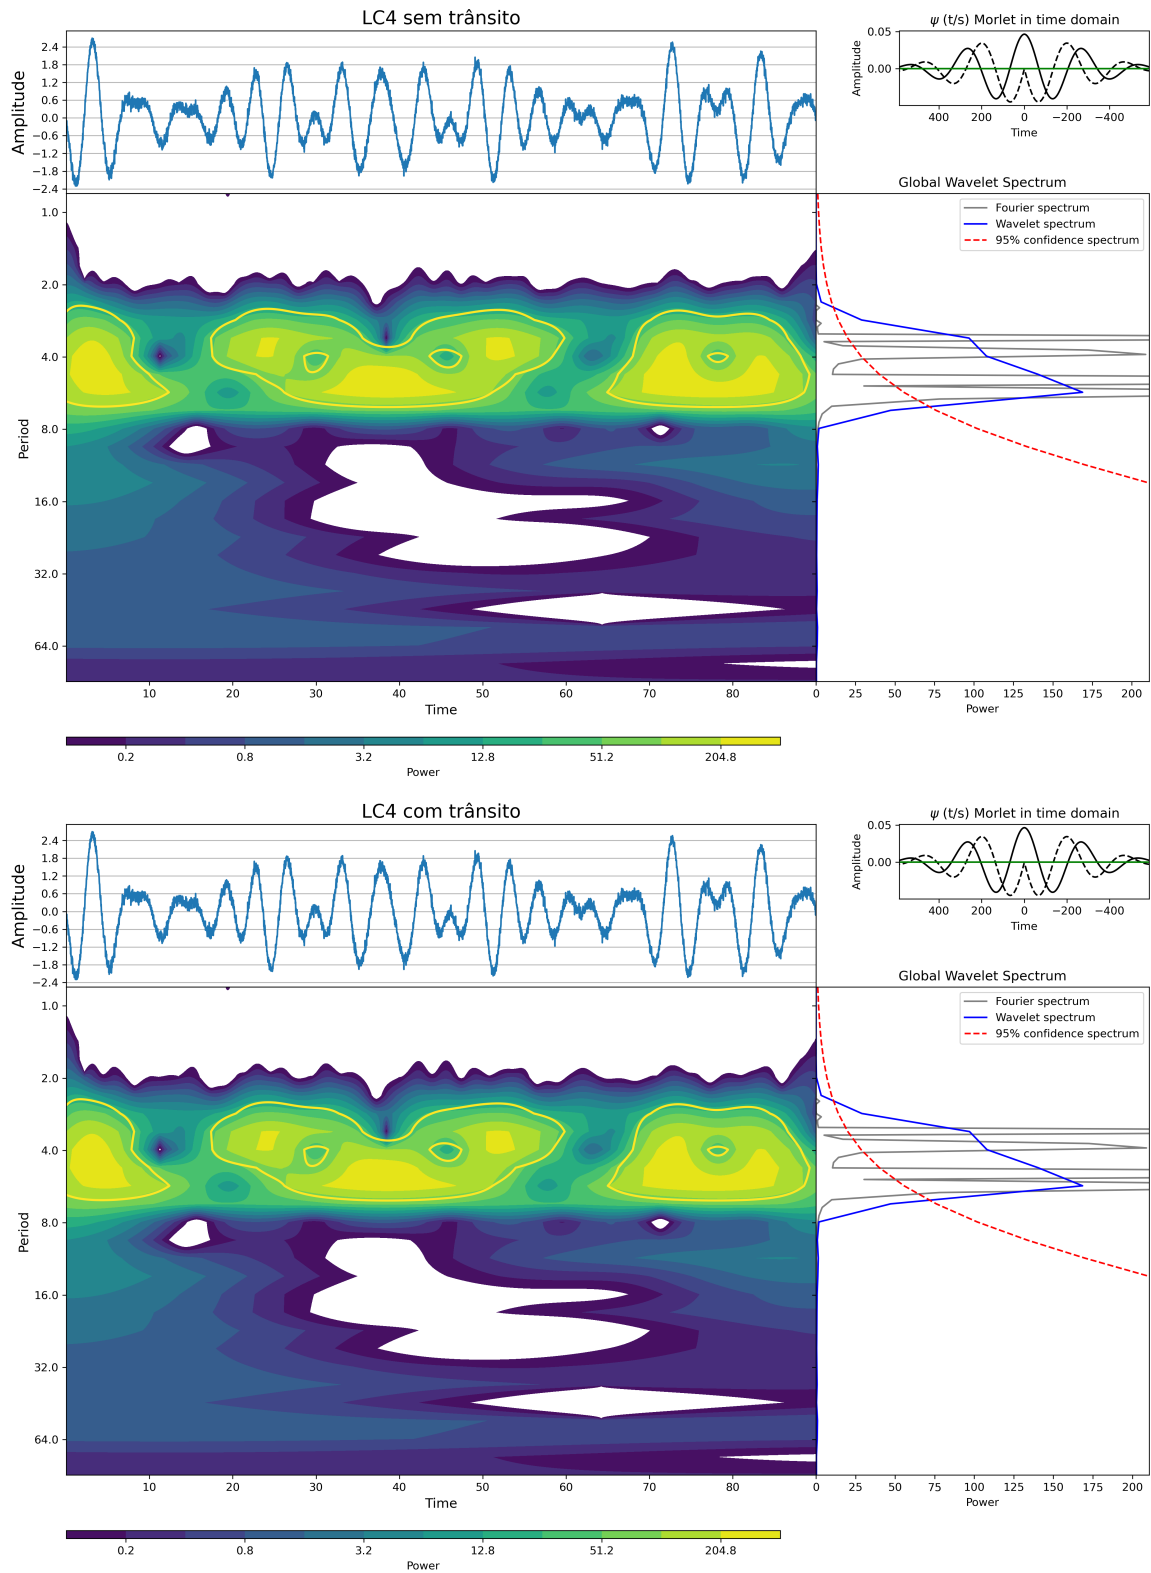 LC4 sem trânsito
ψ (t/s) Morlet in time domain
Amplitude
2.4
1.8
1.2
0.6
0.0
−0.6
−1.2
−1.8
−2.4
Amplitude
0.05
0.00
400 200 0 −200 −400
Time
Global Wavelet Spectrum
Fourier spectrum
Wavelet spectrum
95% confidence spectrum
Period
1.0
2.0
4.0
8.0
16.0
32.0
64.0
10 20 30 40 50 60 70 80
Time
0 25 50 75 100 125 150 175 200
Power
0.2 0.8 3.2 12.8 51.2 204.8
Power
LC4 com trânsito
ψ (t/s) Morlet in time domain
Amplitude
2.4
1.8
1.2
0.6
0.0
−0.6
−1.2
−1.8
−2.4
Amplitude
0.05
0.00
400 200 0 −200 −400
Time
Global Wavelet Spectrum
Fourier spectrum
Wavelet spectrum
95% confidence spectrum
Period
1.0
2.0
4.0
8.0
16.0
32.0
64.0
10 20 30 40 50 60 70 80
Time
0 25 50 75 100 125 150 175 200
Power
0.2 0.8 3.2 12.8 51.2 204.8
Power